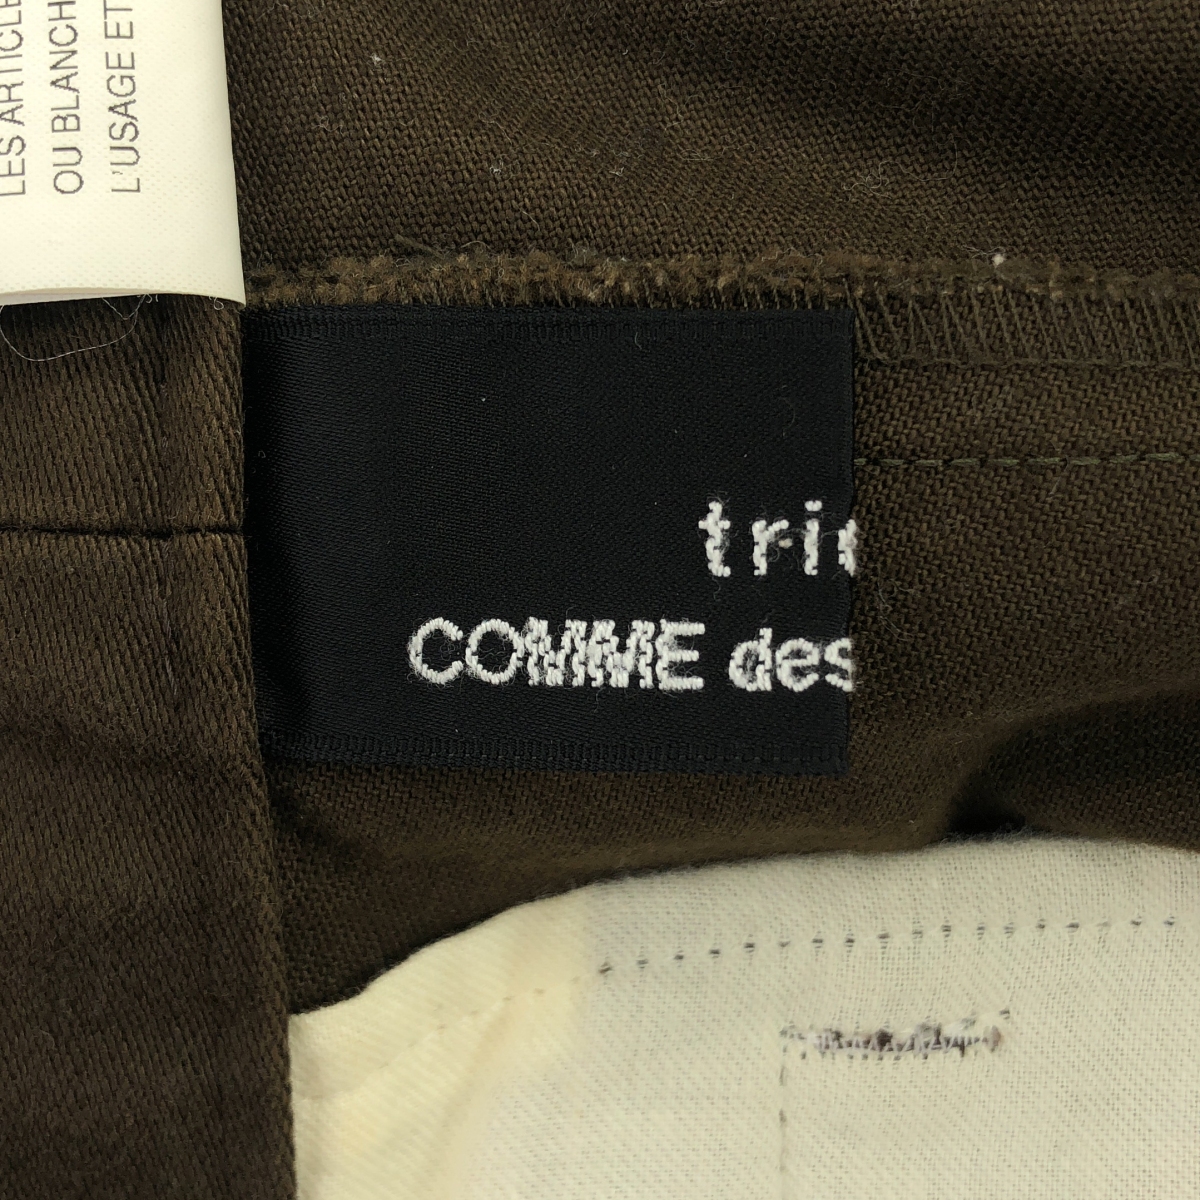 LES ARTICLE
OU BLANCH
L'USAGE ET
tri
COMME des